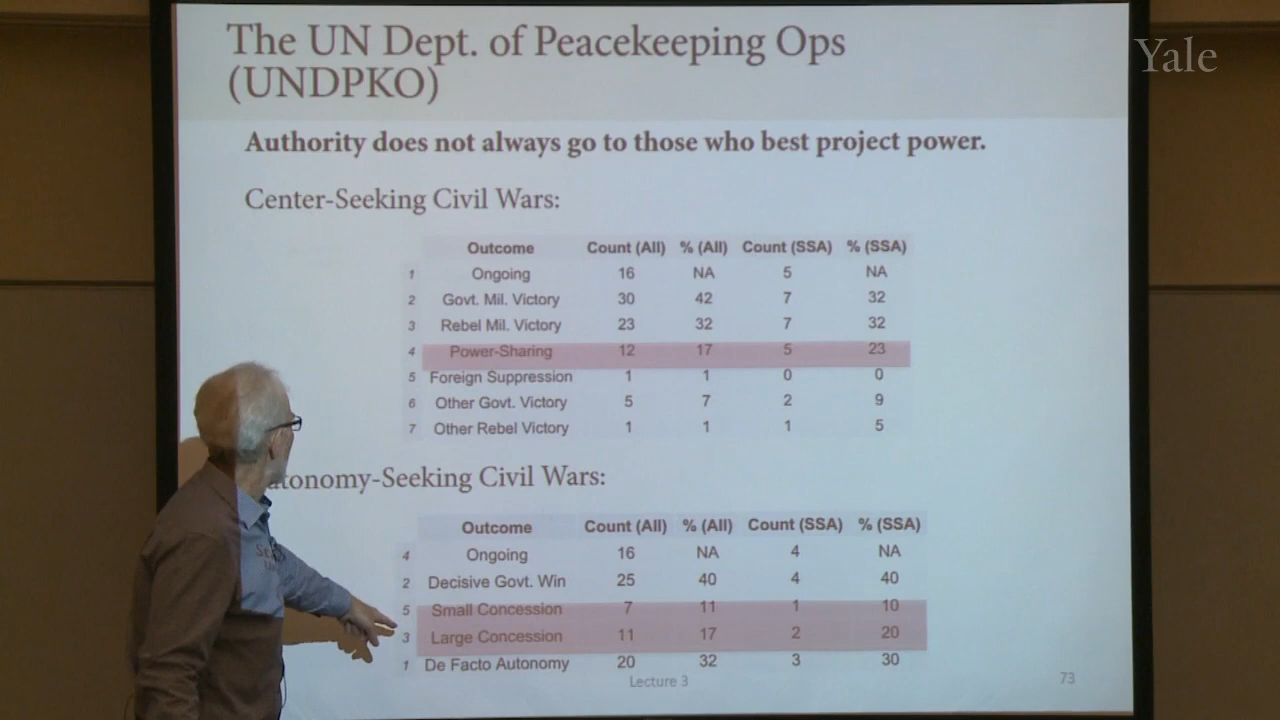 The UN Dept. of Peacekeeping Ops
(UNDPKO)
Yale
Authority does not always go to those who best project power.
Center-Seeking Civil Wars:
Outcome Count (All) % (All) Count (SSA) % (SSA)
1 Ongoing 16 NA 5 NA
2 Govt. Mil. Victory 30 42 7 32
3 Rebel Mil. Victory 23 32 7 32
4 Power-Sharing 12 17 5 23
5 Foreign Suppression 1 1 0 0
6 Other Govt. Victory 5 7 2 9
7 Other Rebel Victory 1 1 1 5
tonomy-Seeking Civil Wars:
Outcome Count (All) % (All) Count (SSA) % (SSA)
4 Ongoing 16 NA 4 NA
2 Decisive Govt. Win 25 40 4 40
5 Small Concession 7 11 1 10
3 Large Concession 11 17 2 20
1 De Facto Autonomy 20 32 3 30
Lecture 3
73